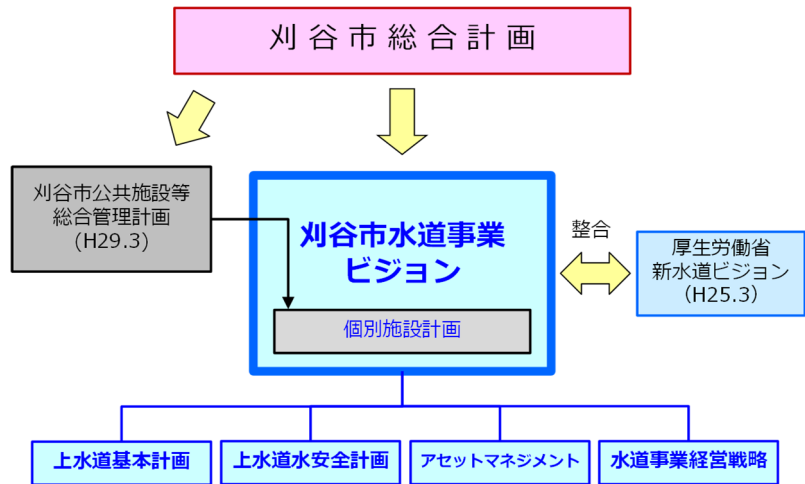 刈谷市総合計画
刈谷市公共施設等
総合管理計画
（H29.3）
刈谷市水道事業
ビジョン
個別施設計画
整合
厚生労働省
新水道ビジョン
（H25.3）
上水道基本計画
上水道水安全計画
アセットマネジメント
水道事業経営戦略